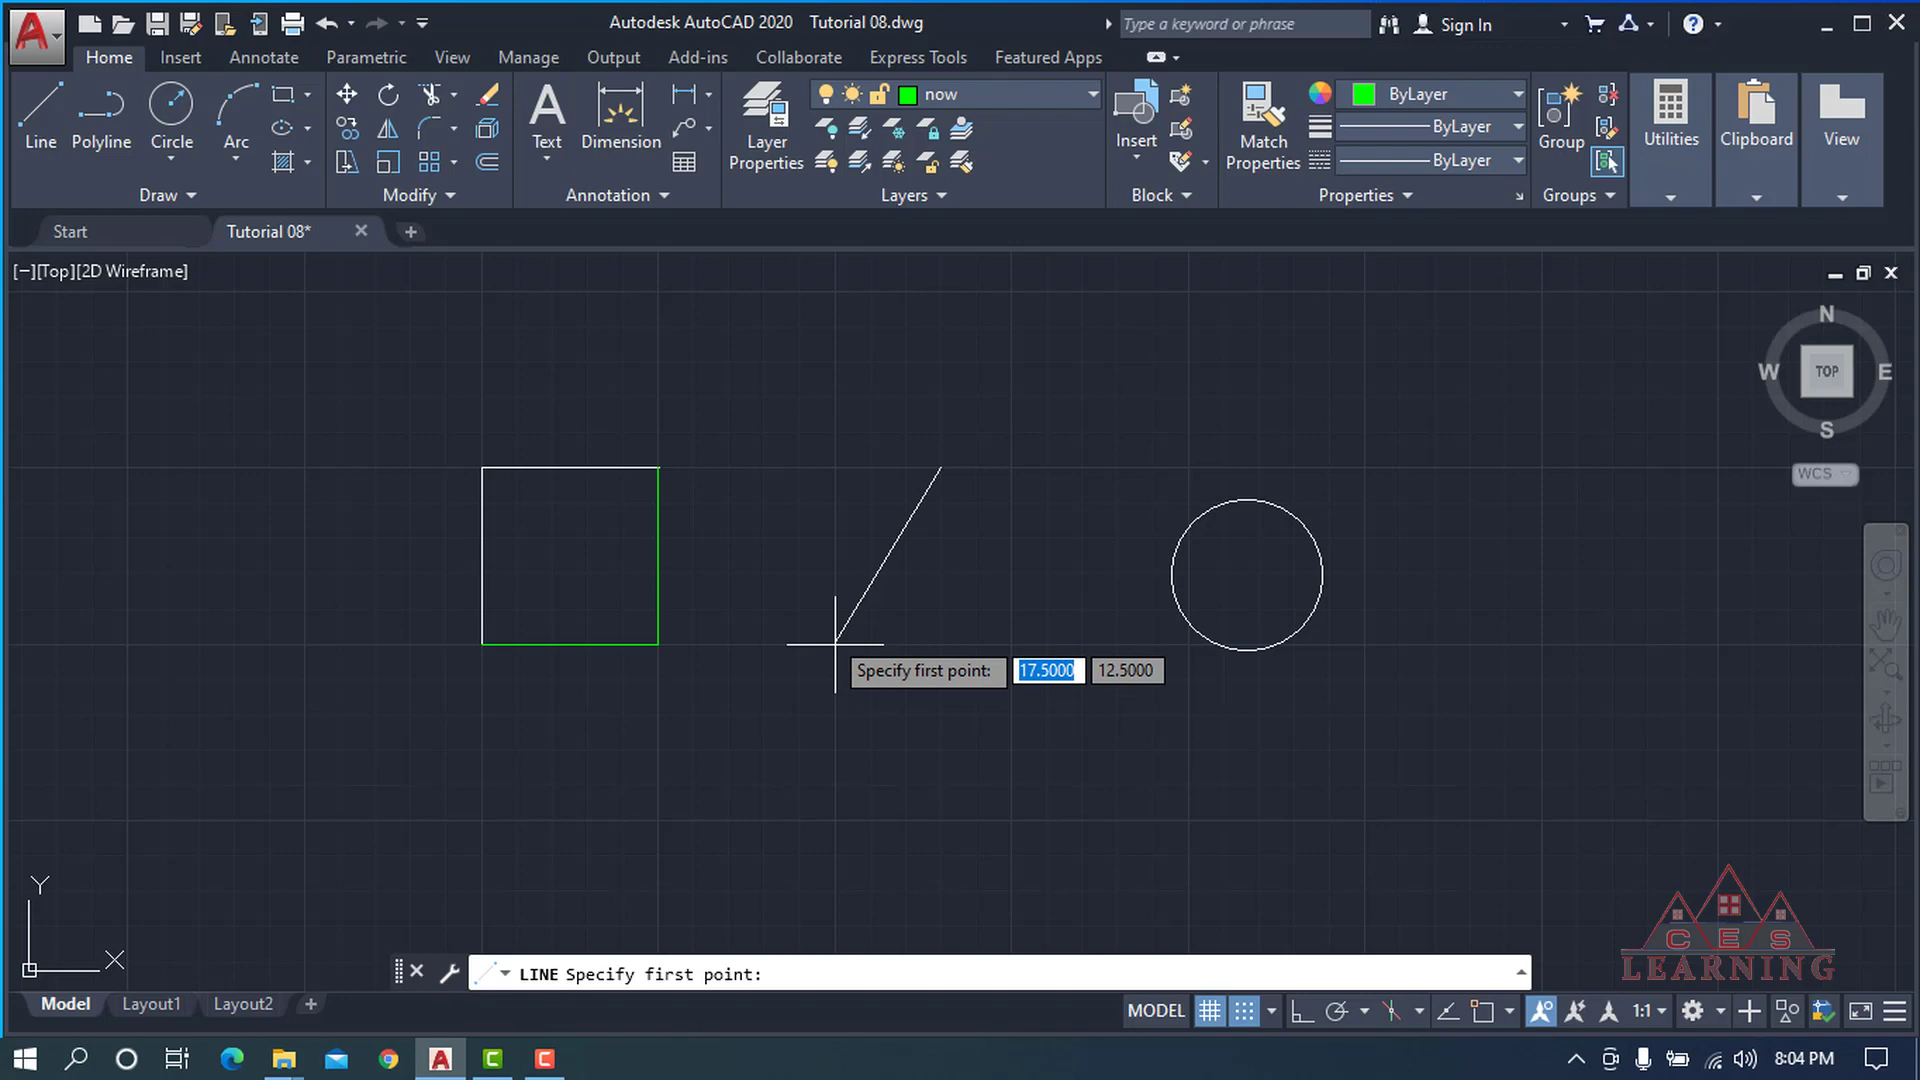 Autodesk AutoCAD 2020 Tutorial 08.dwg
Type a keyword or phrase
Sign In
Home Insert Annotate Parametric View Manage Output Add-ins Collaborate Express Tools Featured Apps
now
ByLayer
ByLayer
ByLayer
Line Polyline Circle Arc
Text Dimension
Layer
Properties
Insert
Match
Properties
Group
Utilities
Clipboard
View
Draw Modify Annotation Layers Block Properties Groups
Start Tutorial 08*
[−][Top][2D Wireframe]
N
W TOP E
S
WCS
Specify first point: 17.5000 12.5000
Y
X
CES
LEARNING
LINE Specify first point:
Model Layout1 Layout2
MODEL 1:1
8:04 PM